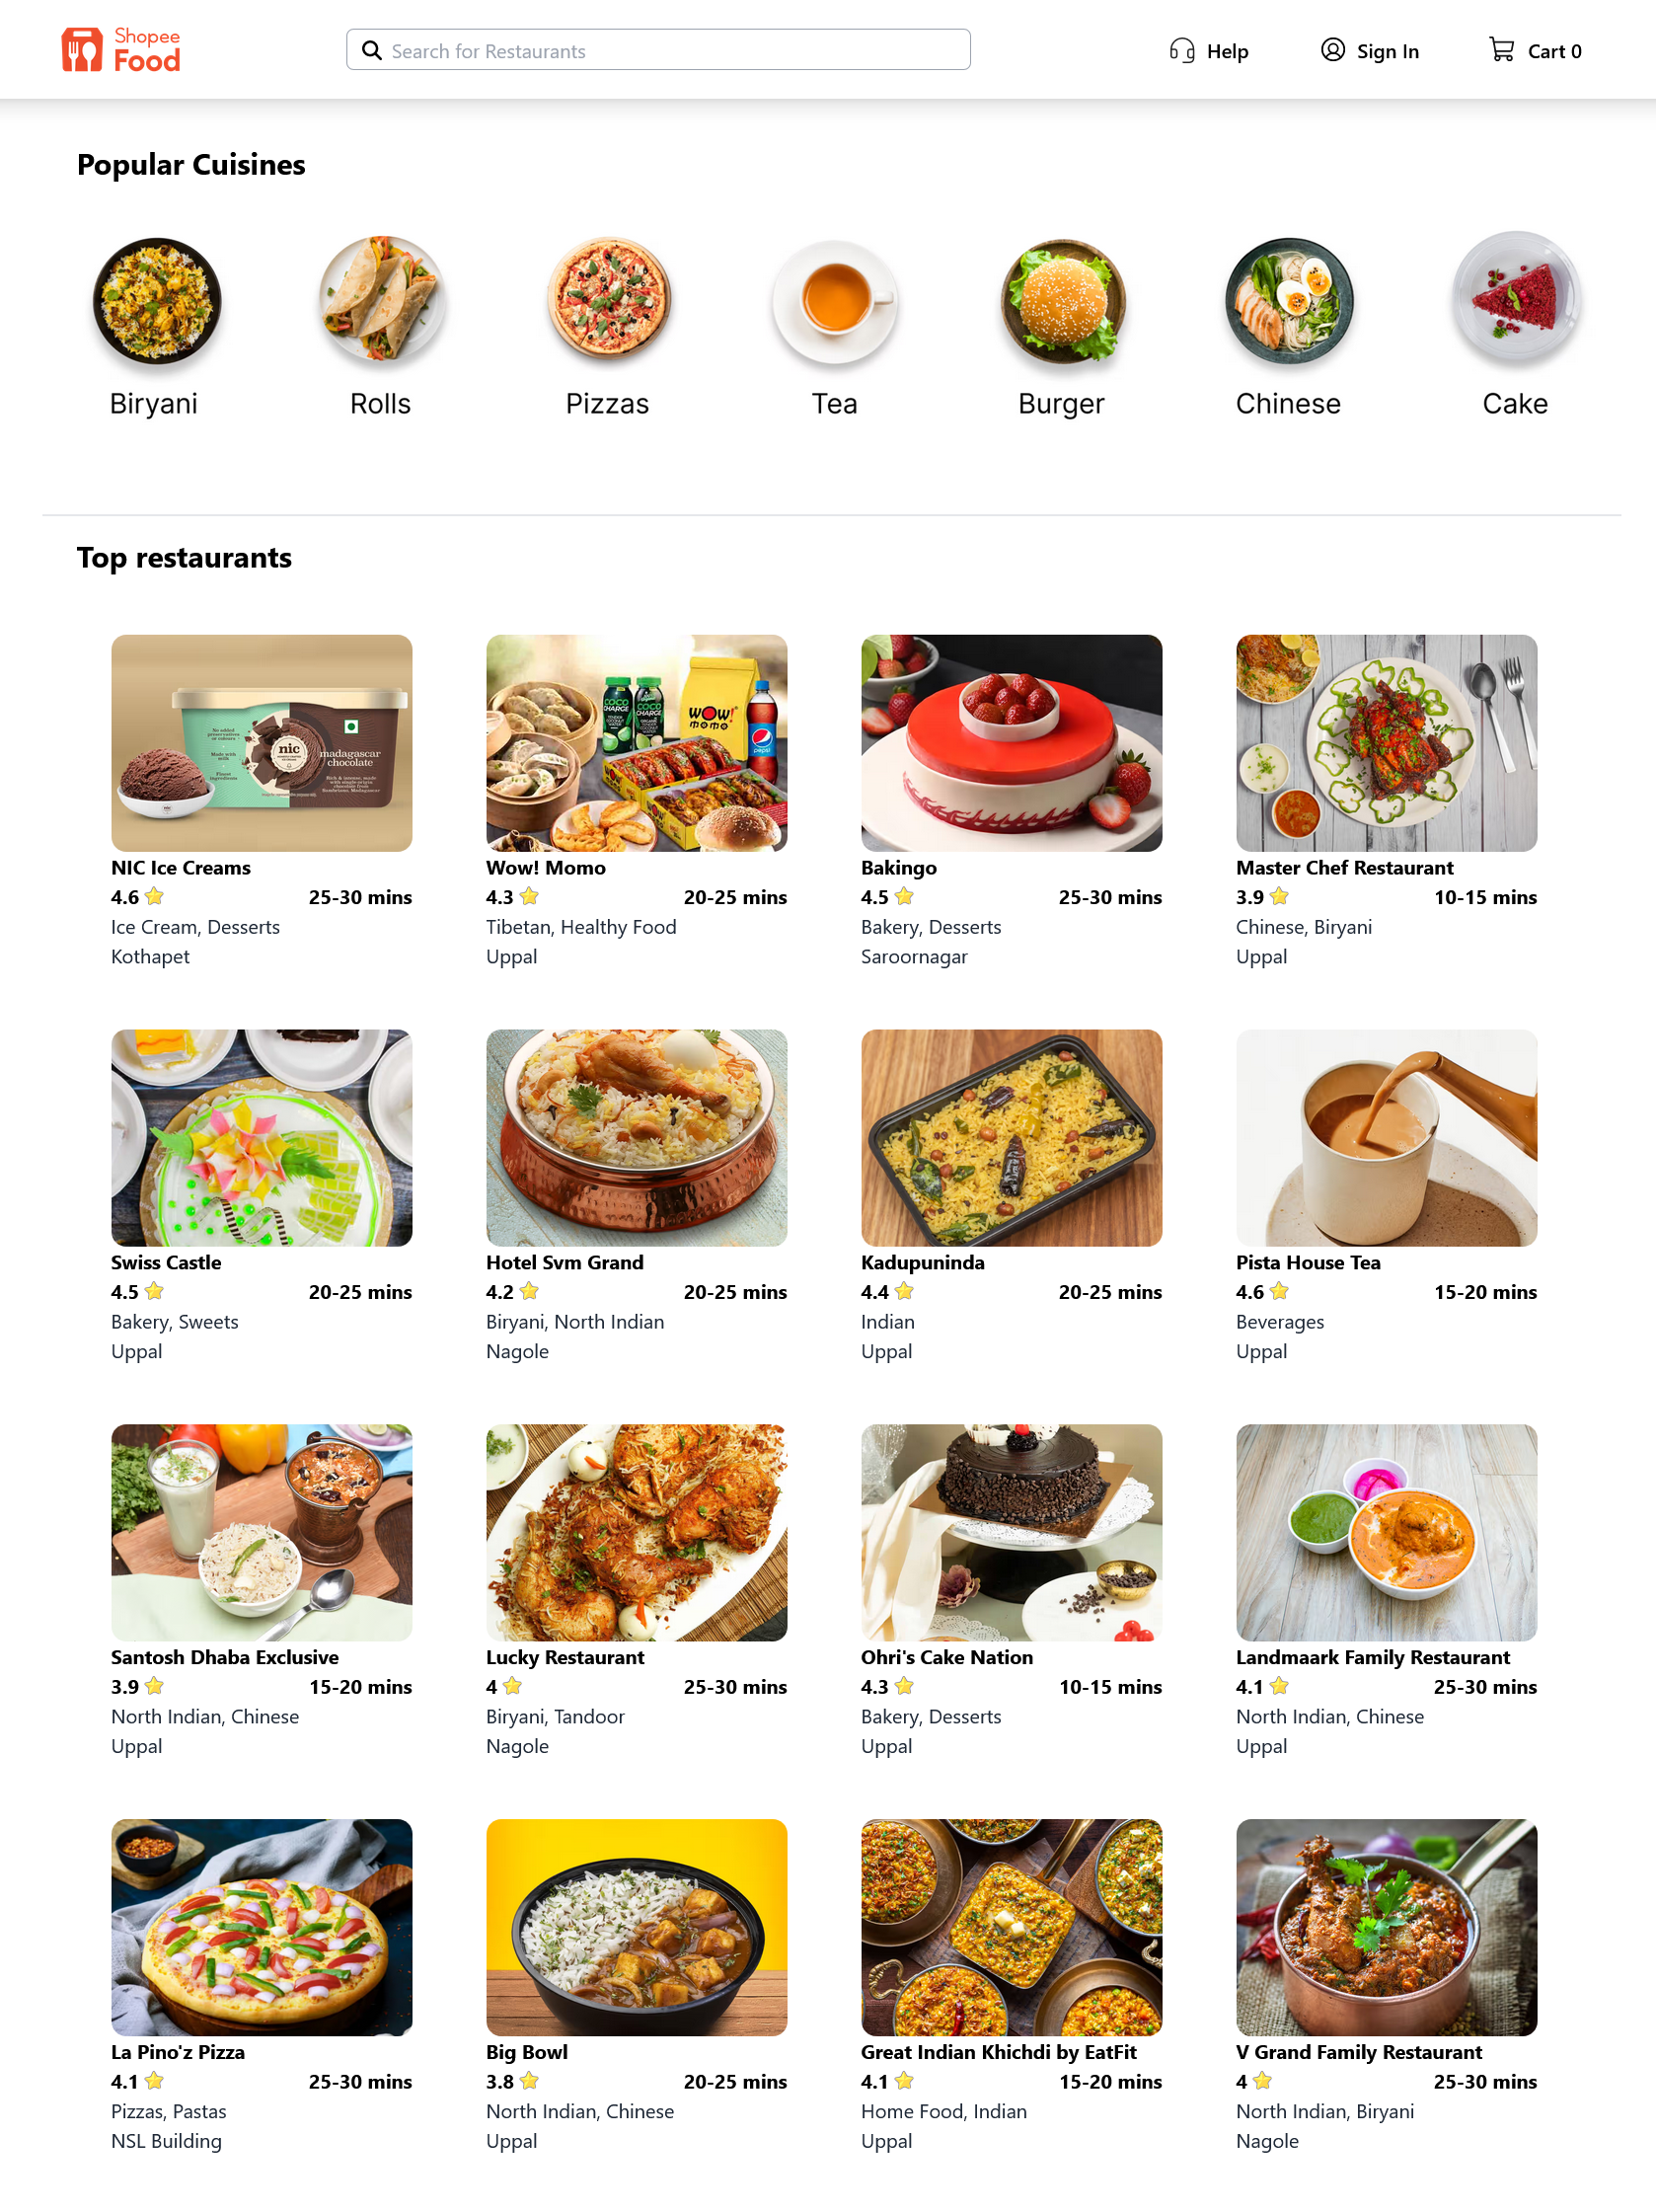 Shopee
Food
Search for Restaurants
Help
Sign In
Cart 0
Popular Cuisines
Biryani
Rolls
Pizzas
Tea
Burger
Chinese
Cake
Top restaurants
nic
madagascar
chocolate
COCO
CHARGE
COCO
CHARGE
WOW!
MOMO
pepsi
NIC Ice Creams
4.6 25-30 mins
Ice Cream, Desserts
Kothapet
Wow! Momo
4.3 20-25 mins
Tibetan, Healthy Food
Uppal
Bakingo
4.5 25-30 mins
Bakery, Desserts
Saroornagar
Master Chef Restaurant
3.9 10-15 mins
Chinese, Biryani
Uppal
Swiss Castle
4.5 20-25 mins
Bakery, Sweets
Uppal
Hotel Svm Grand
4.2 20-25 mins
Biryani, North Indian
Nagole
Kadupuninda
4.4 20-25 mins
Indian
Uppal
Pista House Tea
4.6 15-20 mins
Beverages
Uppal
Santosh Dhaba Exclusive
3.9 15-20 mins
North Indian, Chinese
Uppal
Lucky Restaurant
4 25-30 mins
Biryani, Tandoor
Nagole
Ohri's Cake Nation
4.3 10-15 mins
Bakery, Desserts
Uppal
Landmaark Family Restaurant
4.1 25-30 mins
North Indian, Chinese
Uppal
La Pino'z Pizza
4.1 25-30 mins
Pizzas, Pastas
NSL Building
Big Bowl
3.8 20-25 mins
North Indian, Chinese
Uppal
Great Indian Khichdi by EatFit
4.1 15-20 mins
Home Food, Indian
Uppal
V Grand Family Restaurant
4 25-30 mins
North Indian, Biryani
Nagole